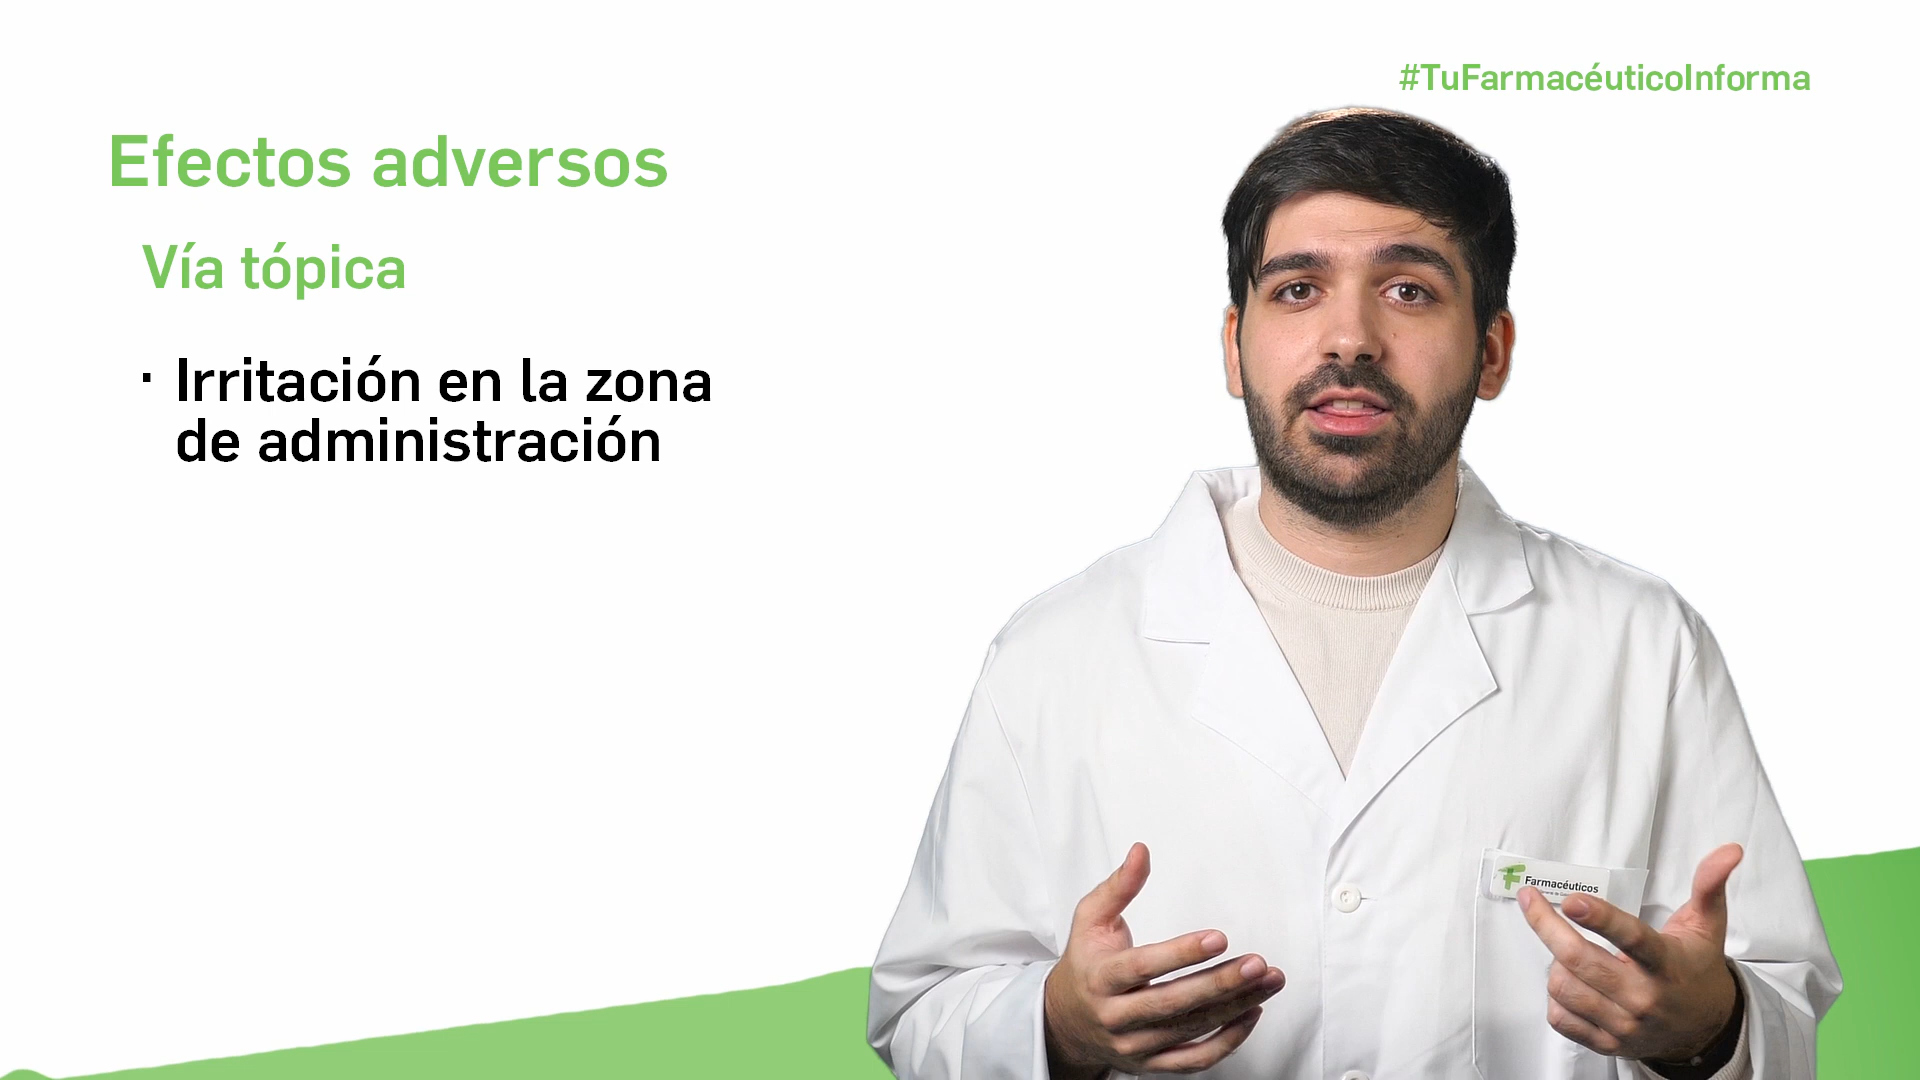 #TuFarmacéuticoInforma
Efectos adversos
Vía tópica
· Irritación en la zona
de administración
Farmacéuticos